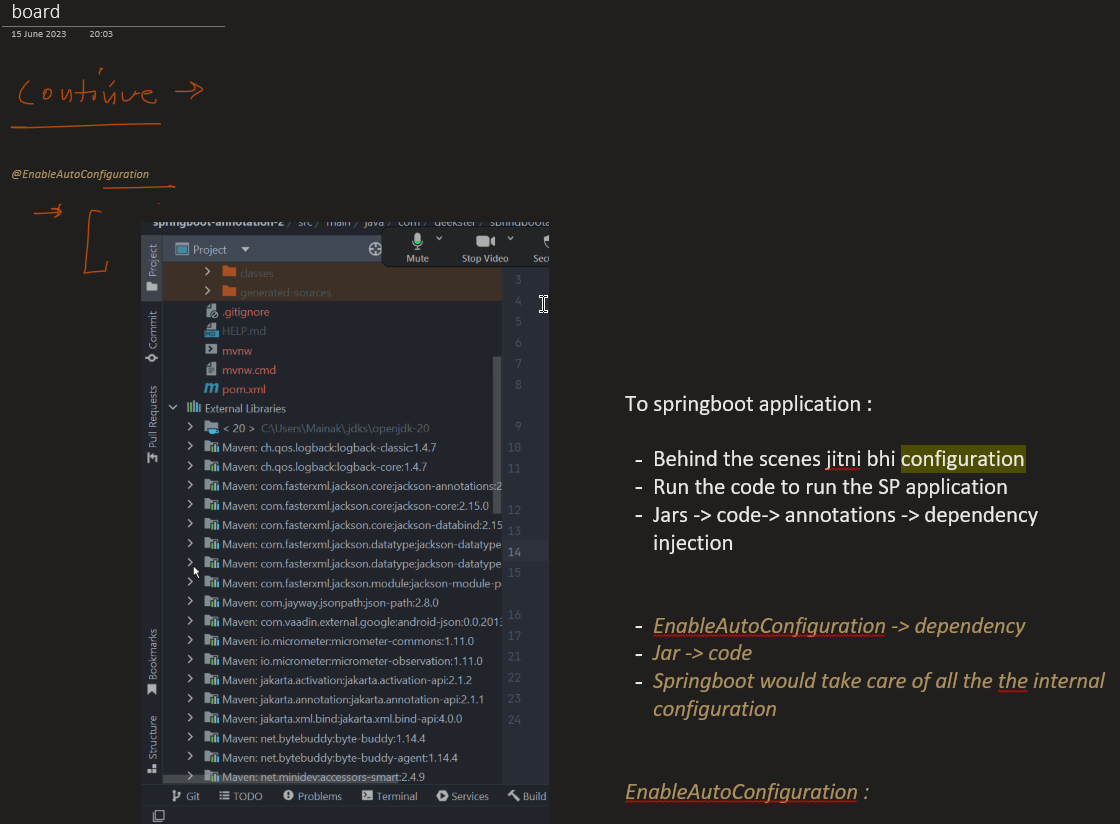 board
15 June 2023 20:03
Continue →
@EnableAutoConfiguration
springboot-annotation-2 / src / main / java / com / deekster / springboota
Project
Mute
Stop Video
Secu
classes
generated-sources
.gitignore
HELP.md
mvnw
mvnw.cmd
pom.xml
External Libraries
< 20 > C:\Users\Mainak\.jdks\openjdk-20
Maven: ch.qos.logback:logback-classic:1.4.7
Maven: ch.qos.logback:logback-core:1.4.7
Maven: com.fasterxml.jackson.core:jackson-annotations:2
Maven: com.fasterxml.jackson.core:jackson-core:2.15.0
Maven: com.fasterxml.jackson.core:jackson-databind:2.15
Maven: com.fasterxml.jackson.datatype:jackson-datatype
Maven: com.fasterxml.jackson.datatype:jackson-datatype
Maven: com.fasterxml.jackson.module:jackson-module-p
Maven: com.jayway.jsonpath:json-path:2.8.0
Maven: com.vaadin.external.google:android-json:0.0.2013
Maven: io.micrometer:micrometer-commons:1.11.0
Maven: io.micrometer:micrometer-observation:1.11.0
Maven: jakarta.activation:jakarta.activation-api:2.1.2
Maven: jakarta.annotation:jakarta.annotation-api:2.1.1
Maven: jakarta.xml.bind:jakarta.xml.bind-api:4.0.0
Maven: net.bytebuddy:byte-buddy:1.14.4
Maven: net.bytebuddy:byte-buddy-agent:1.14.4
Maven: net.minidev:accessors-smart:2.4.9
Project
Commit
Pull Requests
Bookmarks
Structure
3
4
5
6
7
8
9
10
11
12
13
14
15
16
17
21
22
23
24
Git TODO Problems Terminal Services Build
To springboot application :
- Behind the scenes jitni bhi configuration
- Run the code to run the SP application
- Jars -> code-> annotations -> dependency
injection
- EnableAutoConfiguration -> dependency
- Jar -> code
- Springboot would take care of all the the internal
configuration
EnableAutoConfiguration :